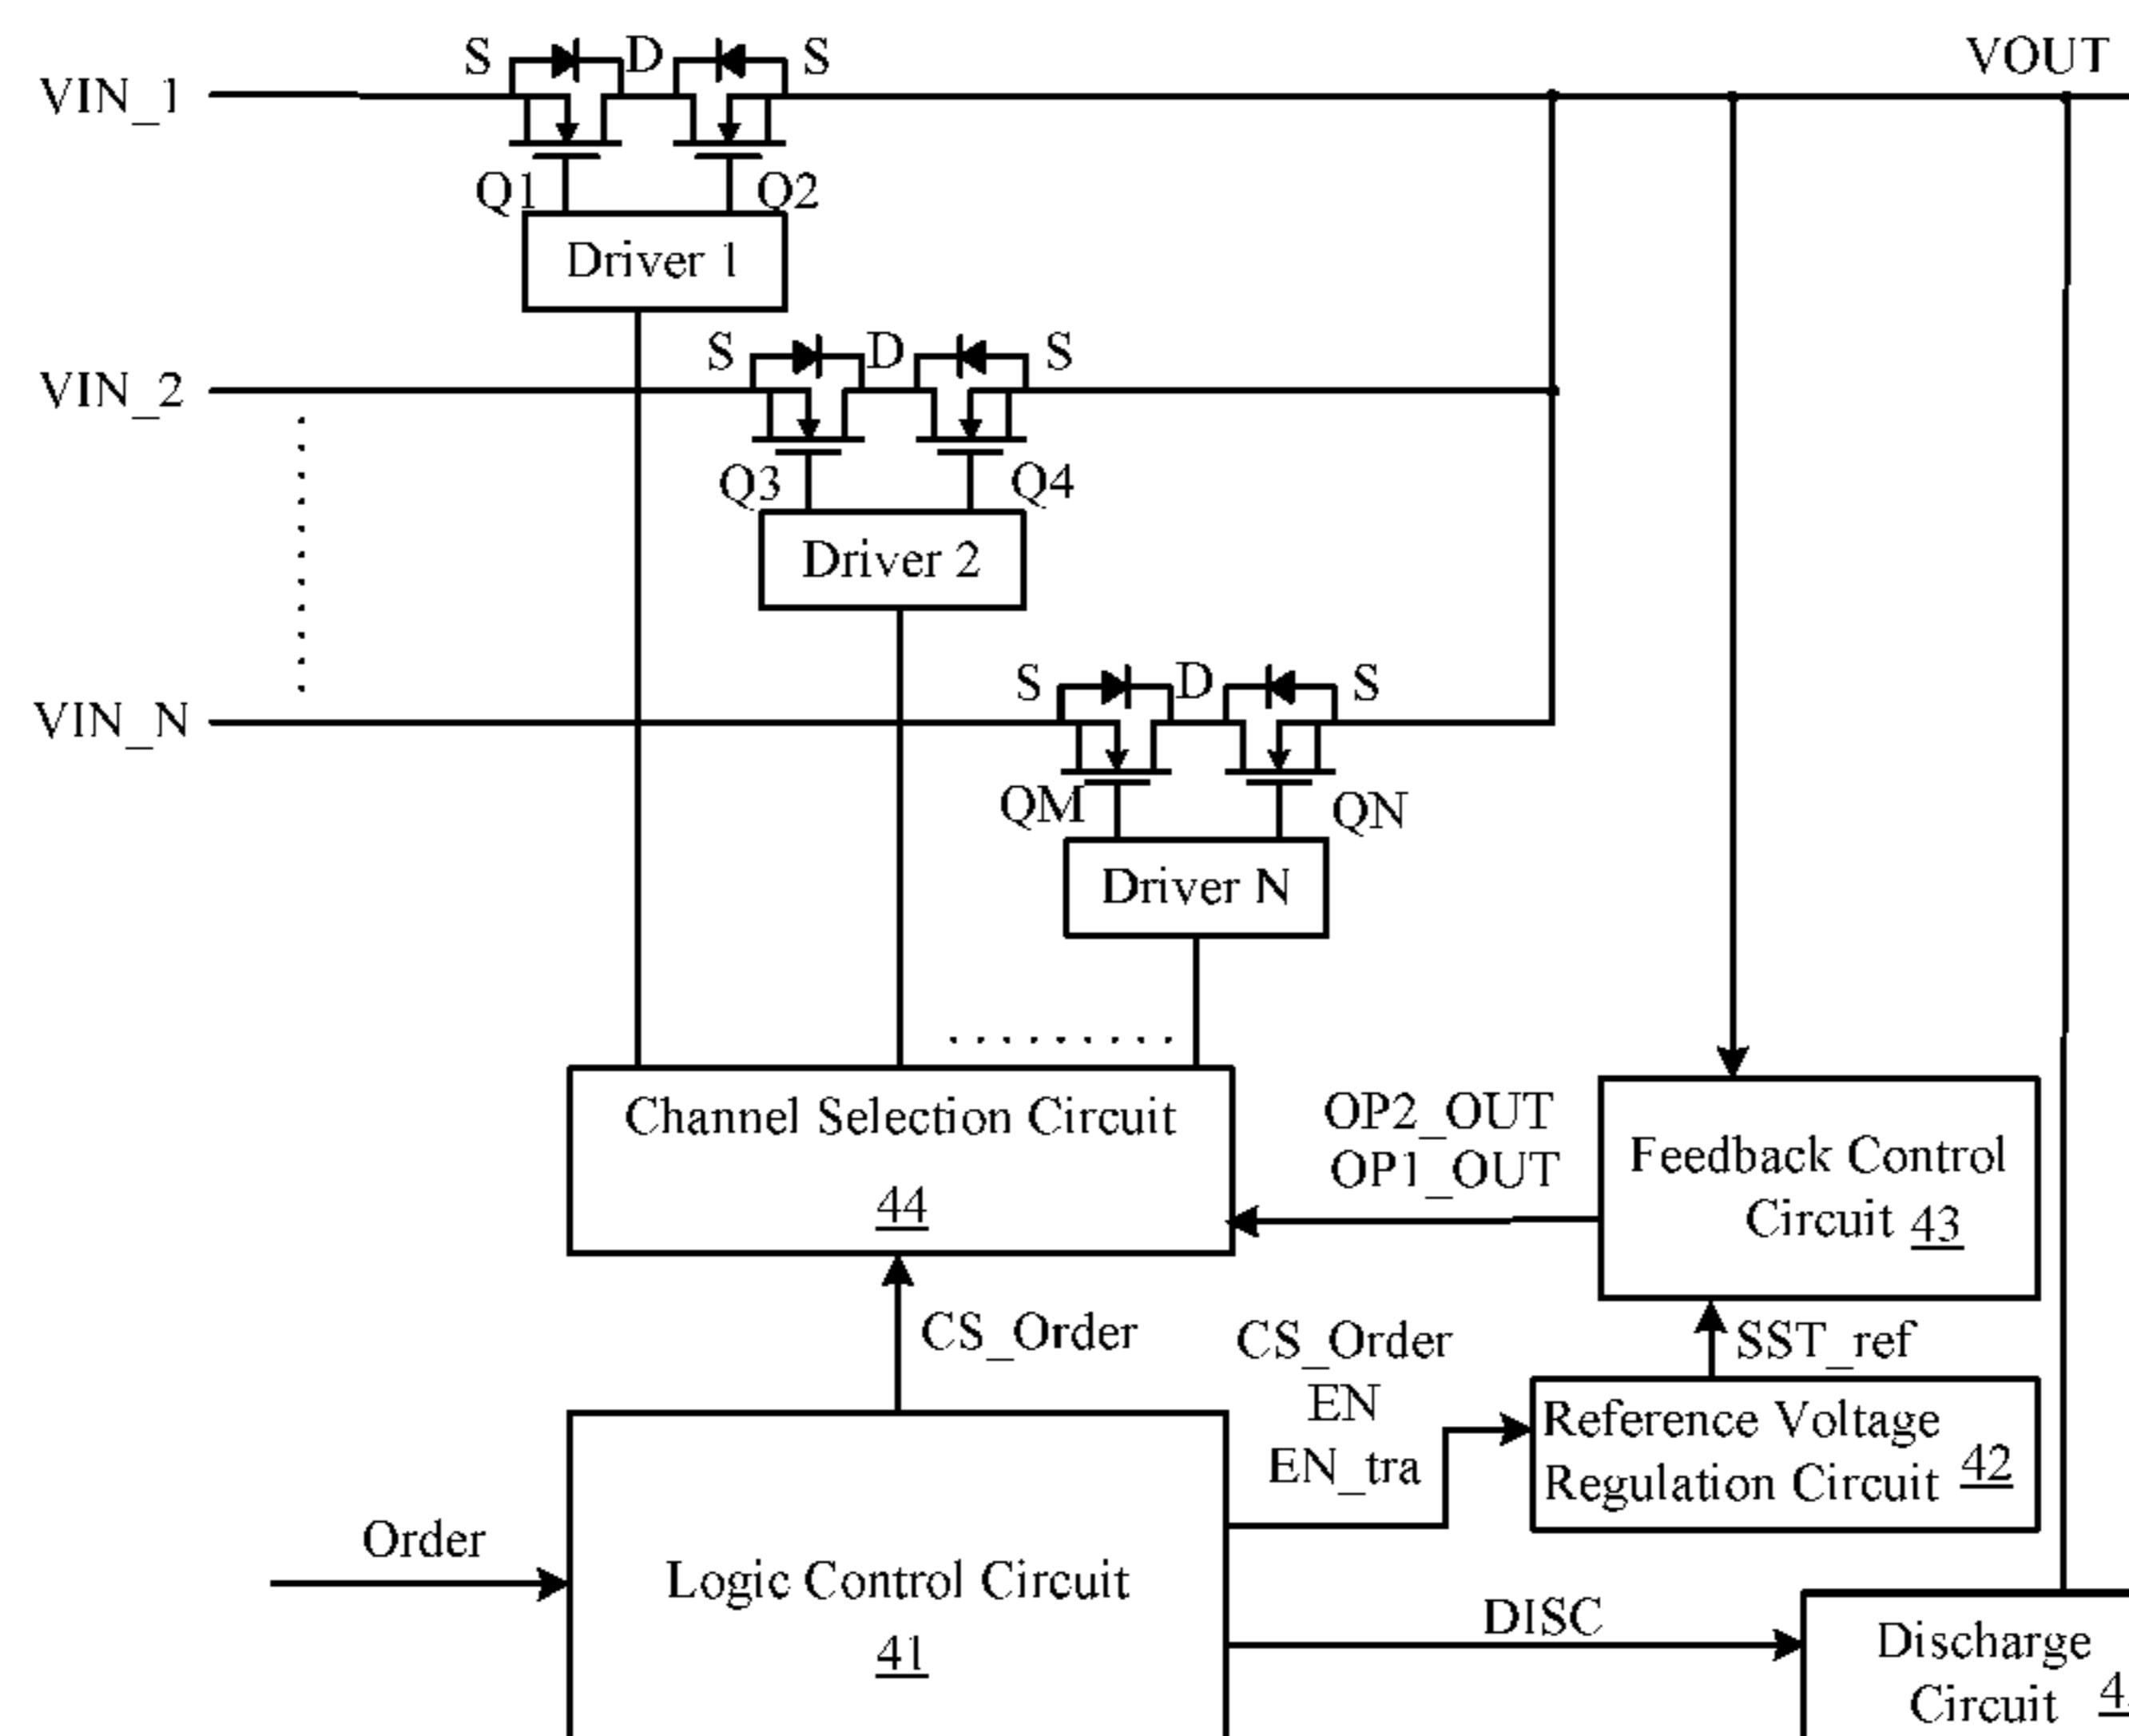 S D S VOUT
VIN_1
Q1 Q2
Driver 1
S D S
VIN_2
Q3 Q4
Driver 2
S D S
VIN_N
QM QN
Driver N
Channel Selection Circuit
44
OP2_OUT
OP1_OUT
Feedback Control
Circuit 43
CS_Order
CS_Order
EN
EN_tra
SST_ref
Reference Voltage
Regulation Circuit 42
Order
Logic Control Circuit
41
DISC
Discharge
Circuit